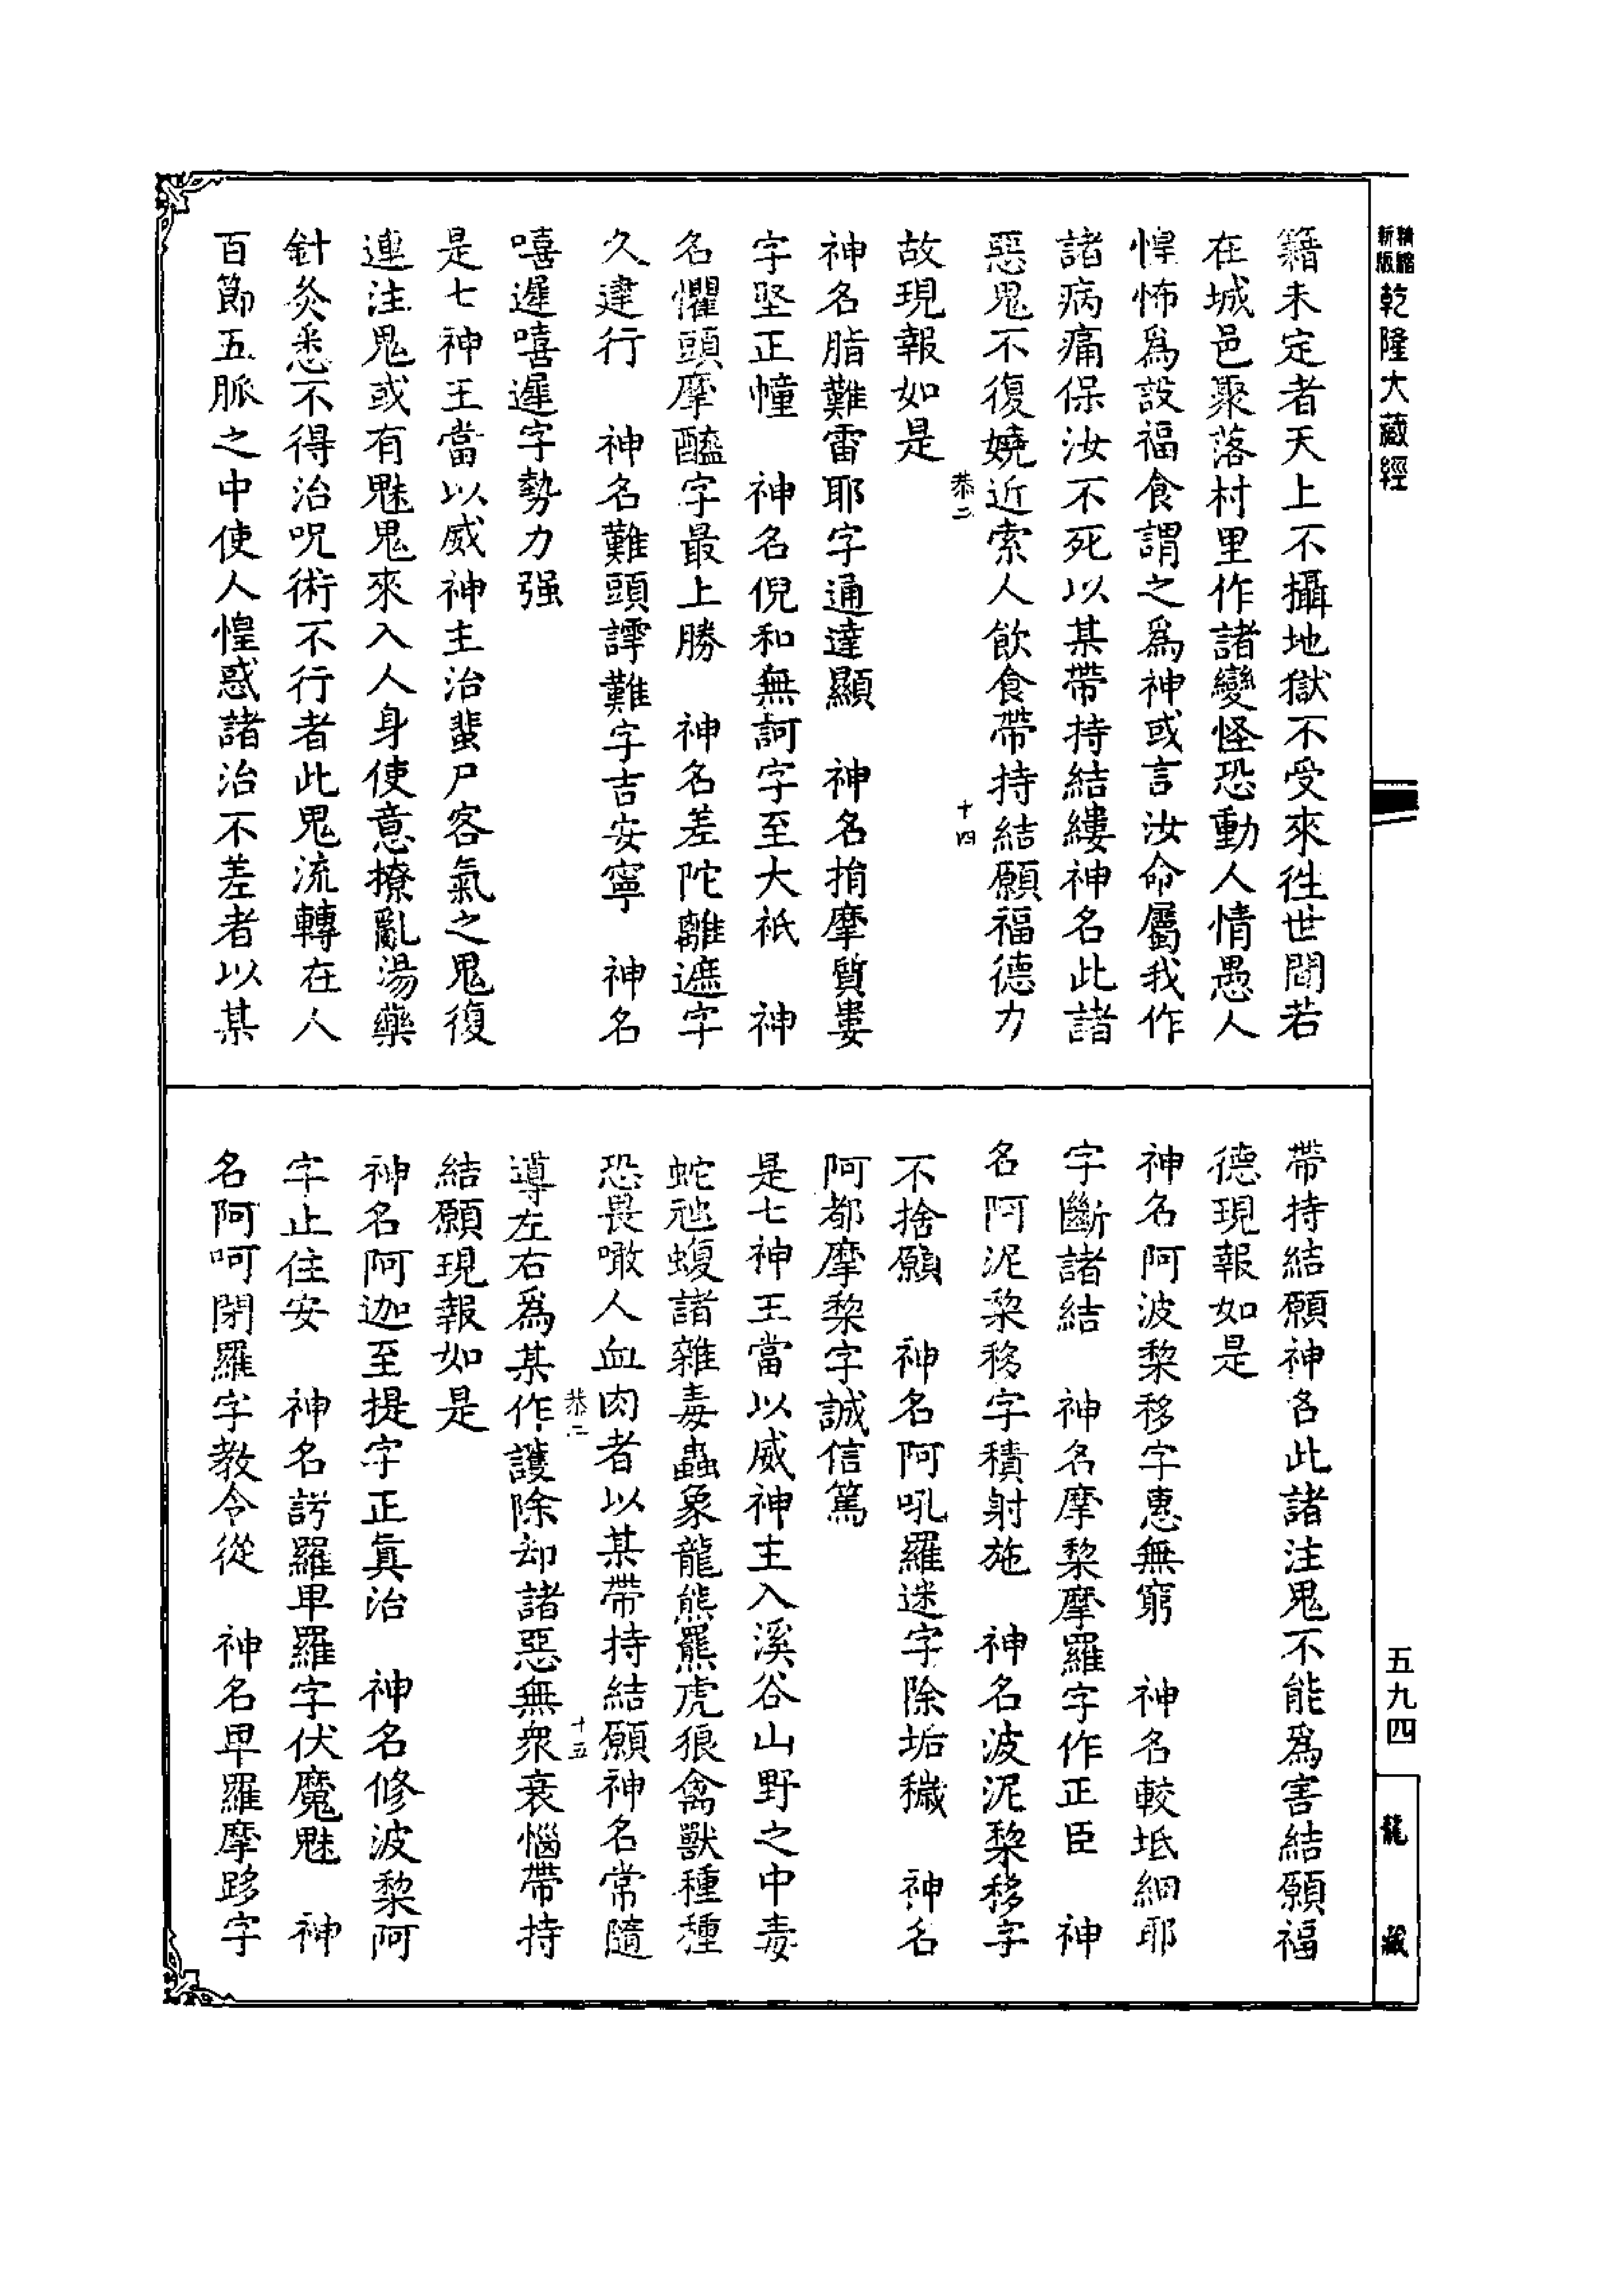 精縮新版 乾隆大藏經
籍未定者天上不攝地獄不受來徃世間若
在城邑聚落村里作諸變怪恐動人情愚人
惶怖爲設福食謂之爲神或言汝命屬我作
諸病痛保汝不死以某帶持結縷神名此諸
惡鬼不復嬈近索人飲食帶持結願福德力
恭二 十四
故現報如是
神名脂難雷耶字通達顯 神名捎摩質婁
字堅正幢 神名倪和無訶字至大祇 神
名懼頭摩醯字最上勝 神名差陀離遮字
久建行 神名難頭𧬨難字吉安寧 神名
嘻遲嘻遲字勢力强
是七神王當以威神主治蜚尸客氣之鬼復
連注鬼或有魅鬼來入人身使意撩亂湯藥
針灸悉不得治呪術不行者此鬼流轉在人
百節五脈之中使人惶惑諸治不差者以某
帶持結願神名此諸注鬼不能爲害結願福
德現報如是
神名阿波黎移字惠無窮 神名較坻細耶
字斷諸結 神名摩黎摩羅字作正臣 神
名阿泥黎移字積射施 神名波泥黎移字
不捨願 神名阿吼羅迷字除垢穢 神名
阿都摩黎字誠信篤
是七神王當以威神主入溪谷山野之中毒
蛇虺蝮諸雜毒蟲象龍熊羆虎狼禽獸種種
恐畏噉人血肉者以某帶持結願神名常隨
恭二 十五
導左右爲某作護除却諸惡無衆衰惱帶持
結願現報如是
神名阿迦至提字正眞治 神名修波黎阿
字止住安 神名訶羅卑羅字伏魔魅 神
名阿呵閉羅字教令從 神名卑羅摩跢字
五九四
龍藏